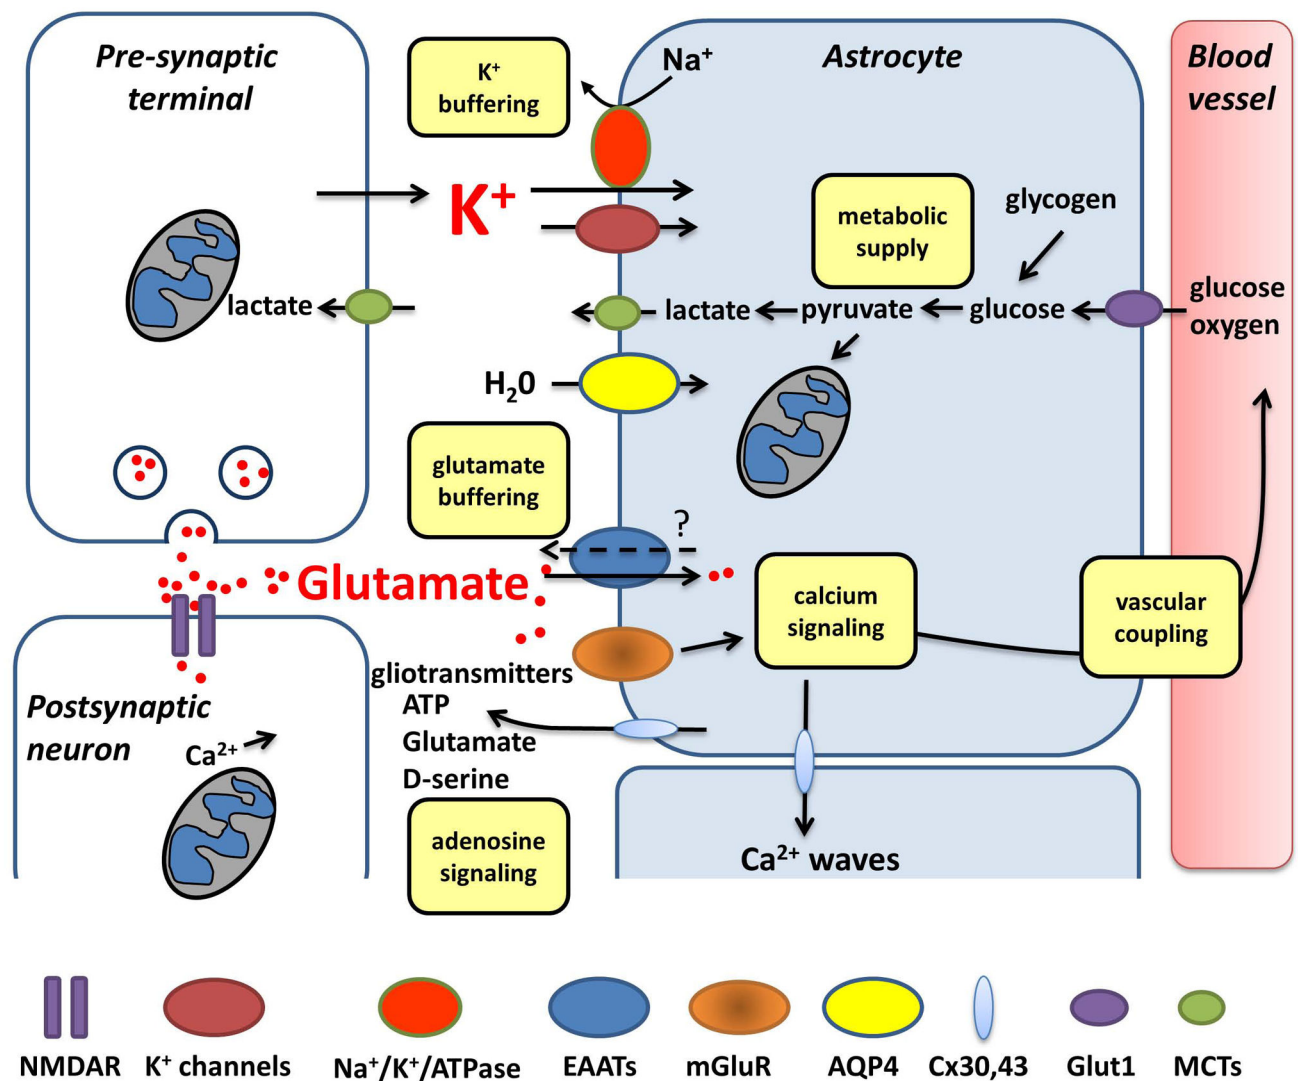 Pre-synaptic
terminal
K⁺
buffering
Na⁺
Astrocyte
Blood
vessel
K⁺
metabolic
supply
glycogen
lactate
lactate
pyruvate
glucose
glucose
oxygen
H₂0
glutamate
buffering
?
Glutamate
calcium
signaling
vascular
coupling
gliotransmitters
ATP
Glutamate
D-serine
Postsynaptic
neuron
Ca²⁺
adenosine
signaling
Ca²⁺ waves
NMDAR
K⁺ channels
Na⁺/K⁺/ATPase
EAATs
mGluR
AQP4
Cx30,43
Glut1
MCTs